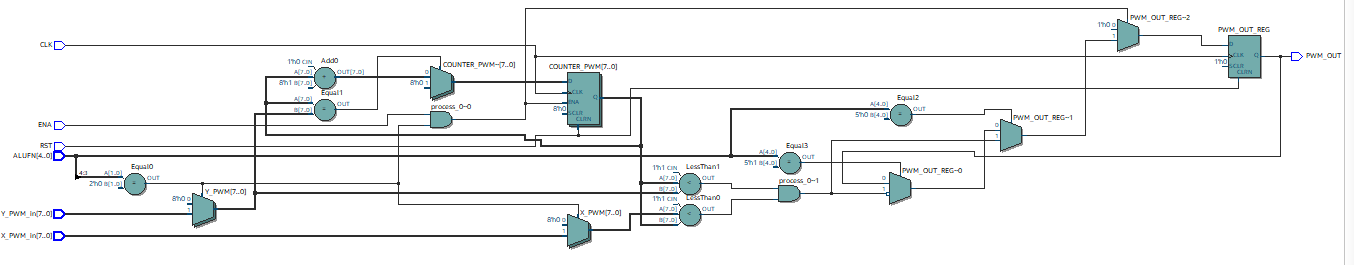 PWM_OUT_REG~2
1'h0 0
1
PWM_OUT_REG
D
CLK
1'h0 SCLR
CLRN
Q
PWM_OUT
CLK
Add0
1'h0 CIN
A[7..0]
8'h1 B[7..0]
+
OUT[7..0]
COUNTER_PWM~[7..0]
0
8'h0 1
COUNTER_PWM[7..0]
D
CLK
ENA
8'h0
SCLR
CLRN
Q
Equal1
A[7..0]
B[7..0]
=
OUT
process_0~0
Equal2
A[4..0]
5'h0 B[4..0]
=
OUT
PWM_OUT_REG~1
0
1
ENA
RST
ALUFN[4..0]
Equal3
A[4..0]
5'h1 B[4..0]
=
OUT
Equal0
4:3 A[1..0]
2'h0 B[1..0]
=
OUT
LessThan1
1'h1 CIN
A[7..0]
B[7..0]
<
OUT
process_0~1
PWM_OUT_REG~0
0
1
Y_PWM[7..0]
8'h0 0
1
LessThan0
1'h1 CIN
A[7..0]
B[7..0]
<
OUT
Y_PWM_in[7..0]
X_PWM[7..0]
8'h0 0
1
X_PWM_in[7..0]